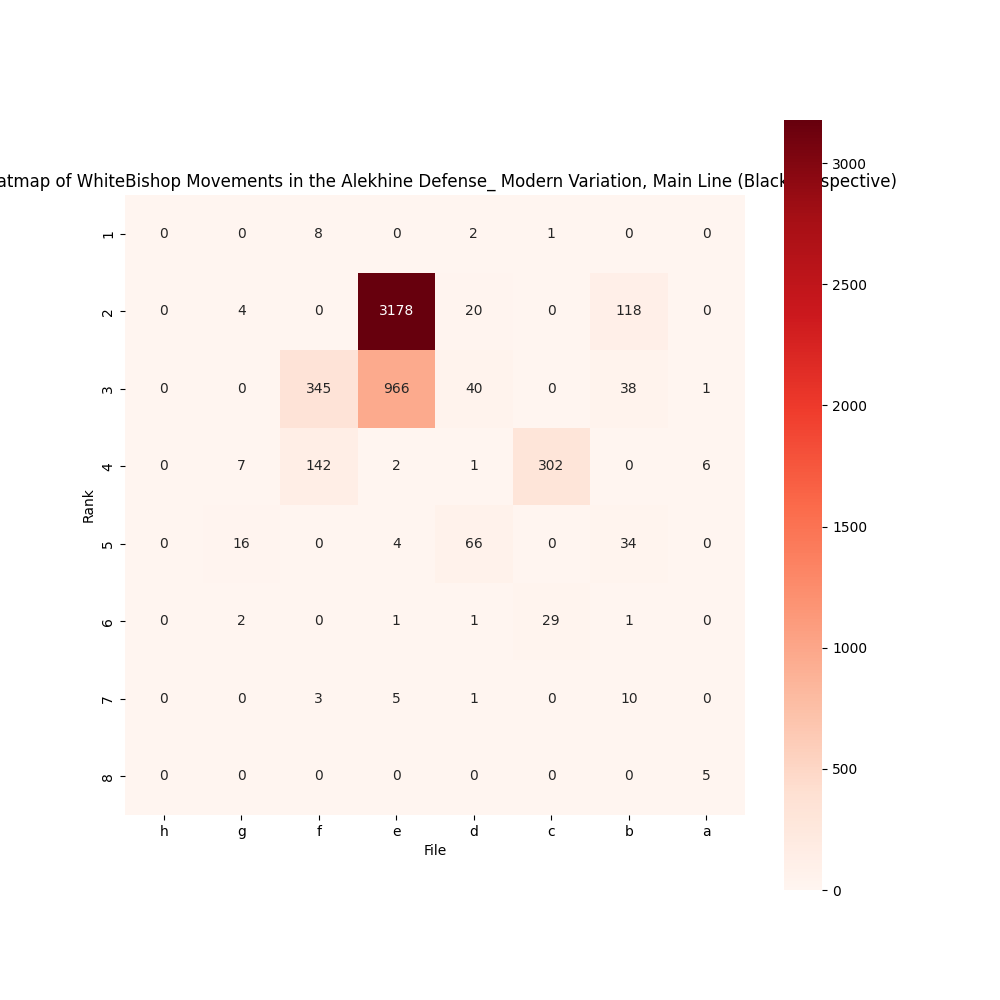 atmap of WhiteBishop Movements in the Alekhine Defense_ Modern Variation, Main Line (Black Perspective)
1 0 0 8 0 2 1 0 0
2 0 4 0 3178 20 0 118 0
3 0 0 345 966 40 0 38 1
4 0 7 142 2 1 302 0 6
5 0 16 0 4 66 0 34 0
6 0 2 0 1 1 29 1 0
7 0 0 3 5 1 0 10 0
8 0 0 0 0 0 0 0 5
Rank
h g f e d c b a
File
3000
2500
2000
1500
1000
500
0